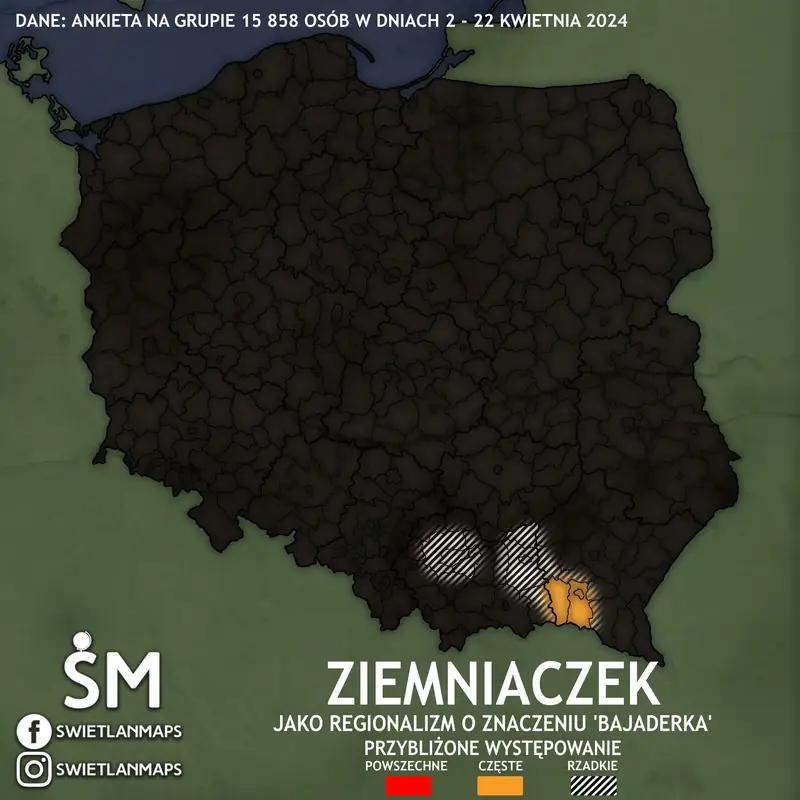 DANE: ANKIETA NA GRUPIE 15 858 OSÓB W DNIACH 2 - 22 KWIETNIA 2024
ŚM
SWIETLANMAPS
SWIETLANMAPS
ZIEMNIACZEK
JAKO REGIONALIZM O ZNACZENIU 'BAJADERKA'
PRZYBLIŻONE WYSTĘPOWANIE
POWSZECHNE CZĘSTE RZADKIE